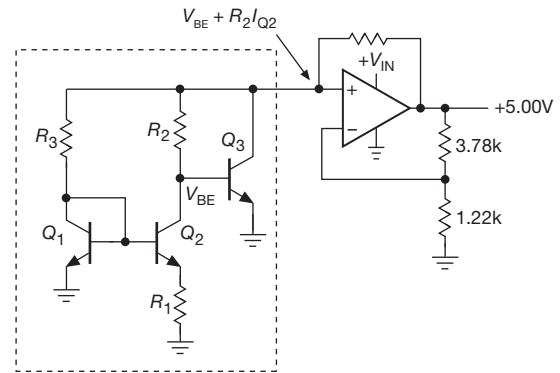 V_BE + R_2I_Q2
+V_IN
+
−
+5.00V
3.78k
1.22k
R_3
R_2
Q_3
V_BE
Q_1
Q_2
R_1